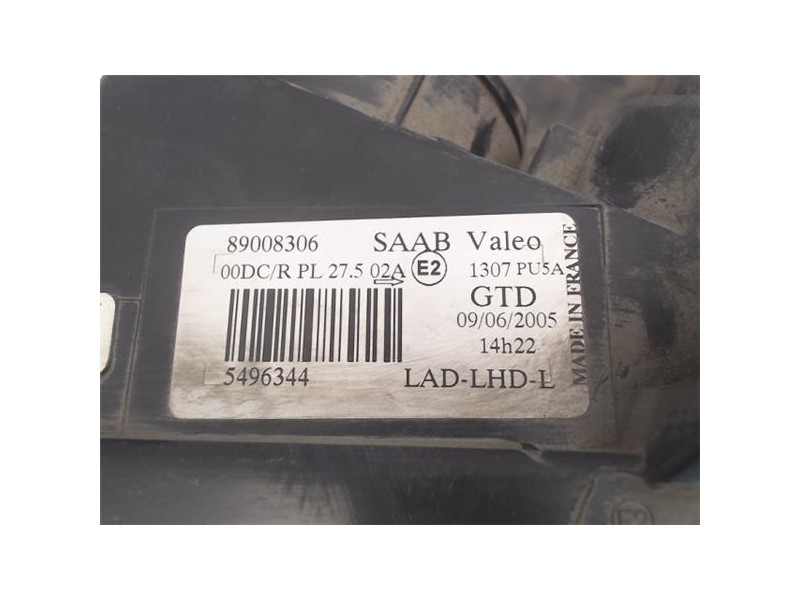 89008306 SAAB Valeo
00DC/R PL 27.5 02A E2 1307 PU5A
GTD
09/06/2005
14h22
5496344 LAD-LHD-L
MADE IN FRANCE
E2